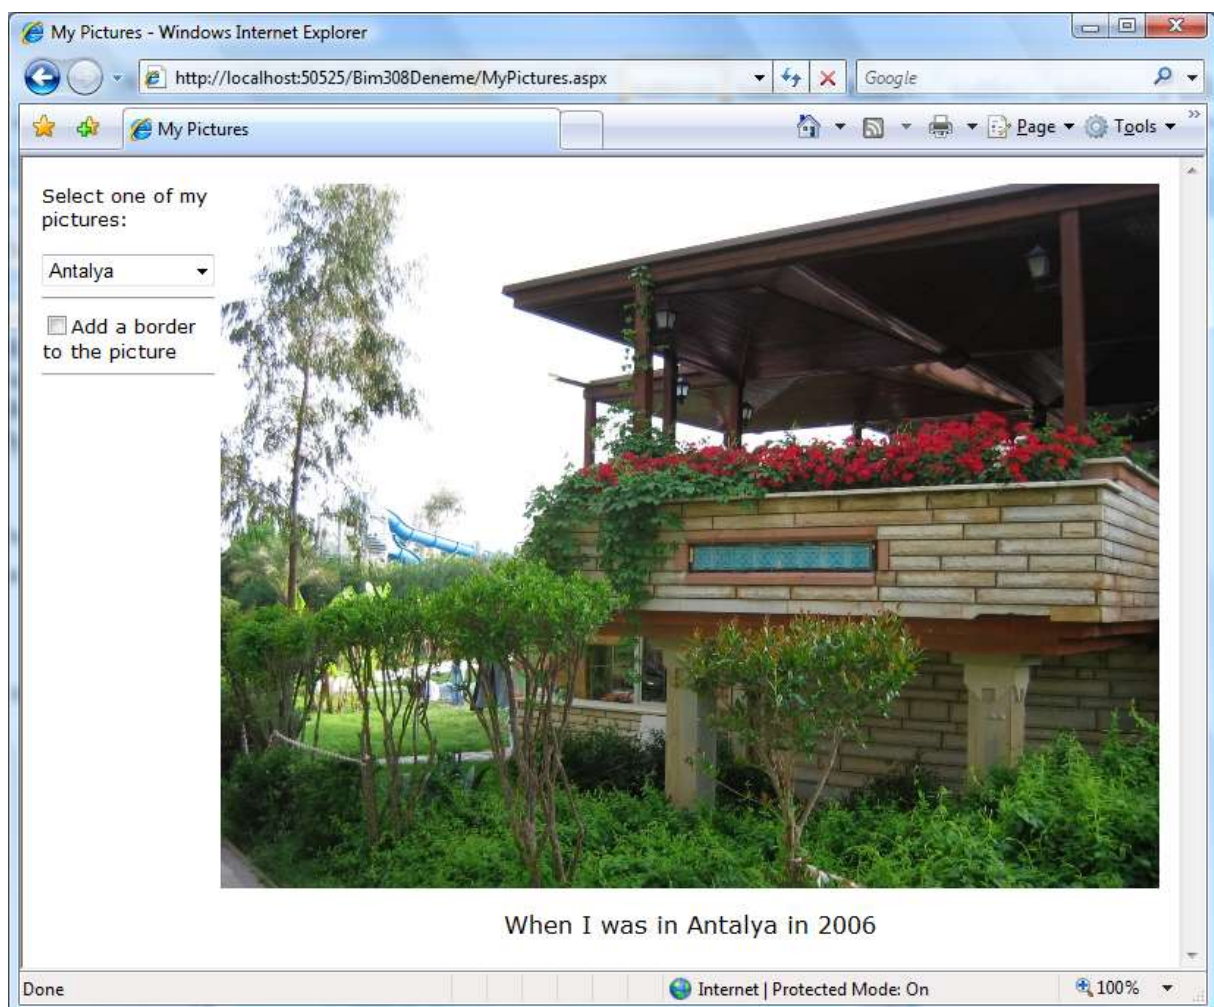 My Pictures - Windows Internet Explorer
http://localhost:50525/Bim308Deneme/MyPictures.aspx
Google
My Pictures
Page
Tools
Select one of my
pictures:
Antalya
Add a border
to the picture
When I was in Antalya in 2006
Done
Internet | Protected Mode: On
100%